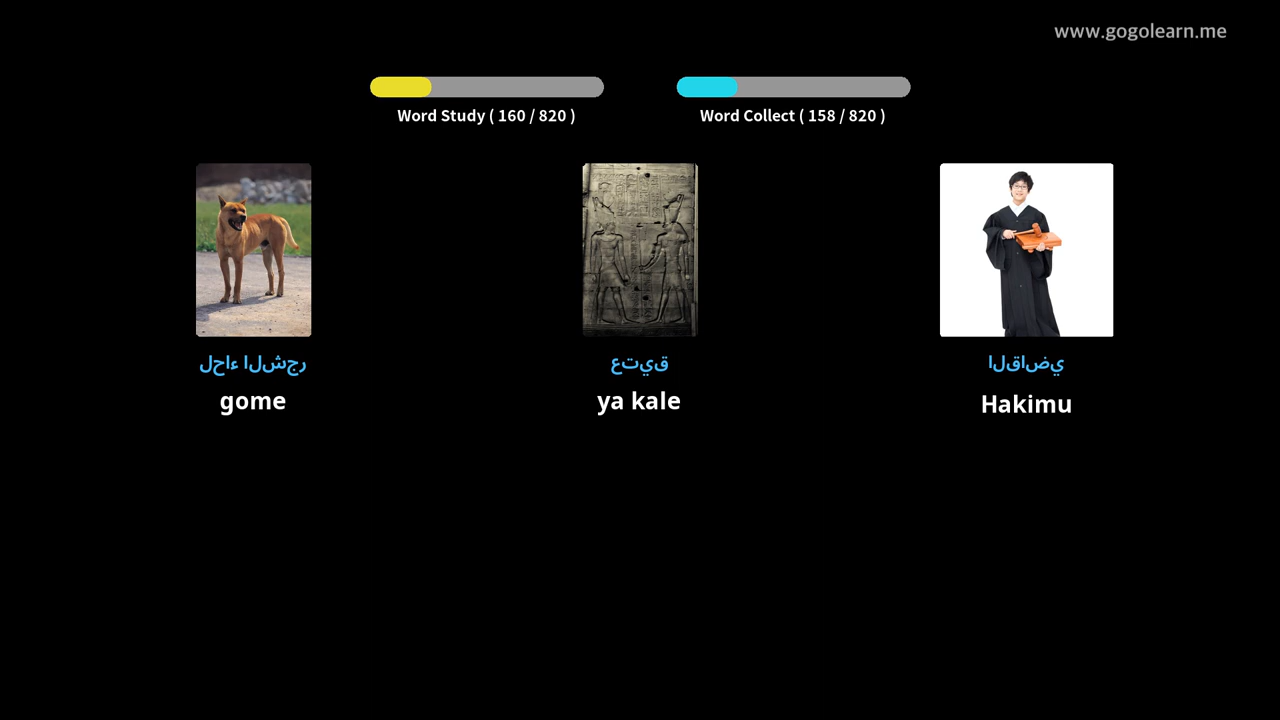 www.gogolearn.me
Word Study ( 160 / 820 )
Word Collect ( 158 / 820 )
لحاء الشجر
عتيق
القاضي
gome
ya kale
Hakimu